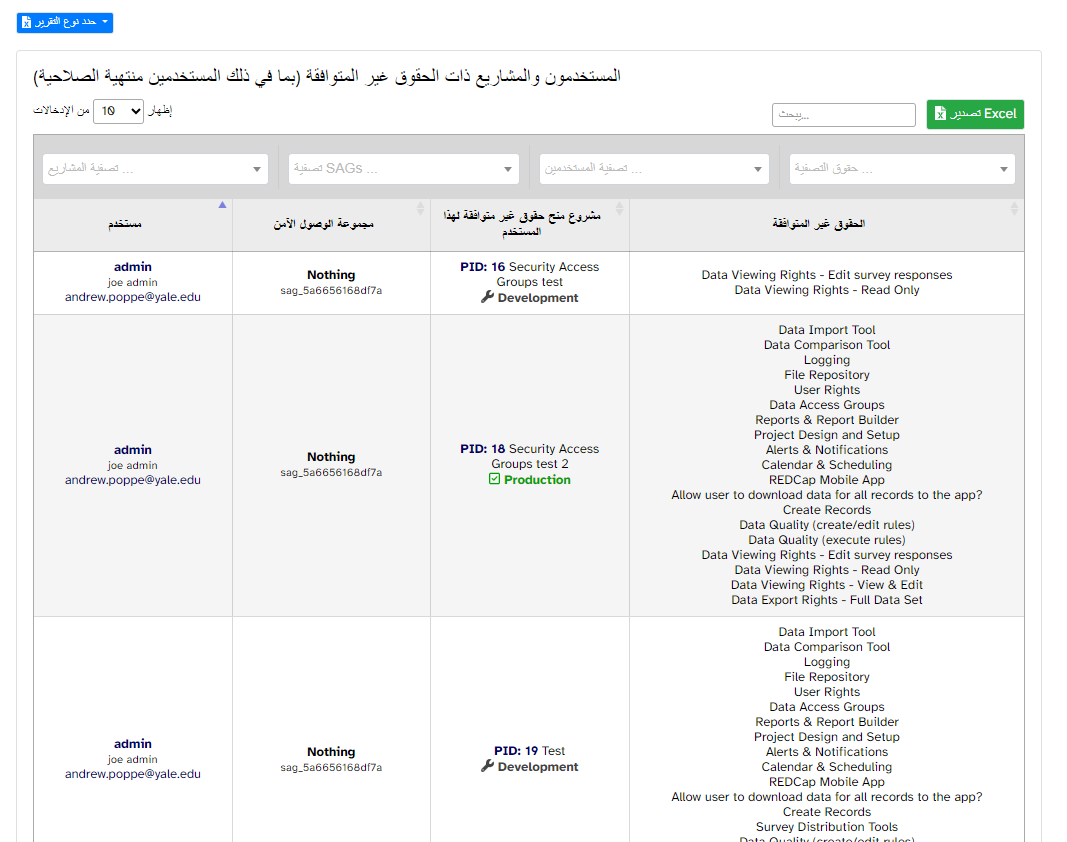 حدد نوع التقرير
المستخدمون والمشاريع ذات الحقوق غير المتوافقة (بما في ذلك المستخدمين منتهية الصلاحية)
إظهار 10 من الإدخالات
يبحث...
تصدير Excel
تصفية المشاريع ...
تصفية SAGs ...
تصفية المستخدمين ...
حقوق التصفية ...
مستخدم
مجموعة الوصول الآمن
مشروع منح حقوق غير متوافقة لهذا
المستخدم
الحقوق غير المتوافقة
admin
joe admin
andrew.poppe@yale.edu
Nothing
sag_5a6656168df7a
PID: 16 Security Access
Groups test
Development
Data Viewing Rights - Edit survey responses
Data Viewing Rights - Read Only
admin
joe admin
andrew.poppe@yale.edu
Nothing
sag_5a6656168df7a
PID: 18 Security Access
Groups test 2
Production
Data Import Tool
Data Comparison Tool
Logging
File Repository
User Rights
Data Access Groups
Reports & Report Builder
Project Design and Setup
Alerts & Notifications
Calendar & Scheduling
REDCap Mobile App
Allow user to download data for all records to the app?
Create Records
Data Quality (create/edit rules)
Data Quality (execute rules)
Data Viewing Rights - Edit survey responses
Data Viewing Rights - Read Only
Data Viewing Rights - View & Edit
Data Export Rights - Full Data Set
admin
joe admin
andrew.poppe@yale.edu
Nothing
sag_5a6656168df7a
PID: 19 Test
Development
Data Import Tool
Data Comparison Tool
Logging
File Repository
User Rights
Data Access Groups
Reports & Report Builder
Project Design and Setup
Alerts & Notifications
Calendar & Scheduling
REDCap Mobile App
Allow user to download data for all records to the app?
Create Records
Survey Distribution Tools
Data Quality (create/edit rules)